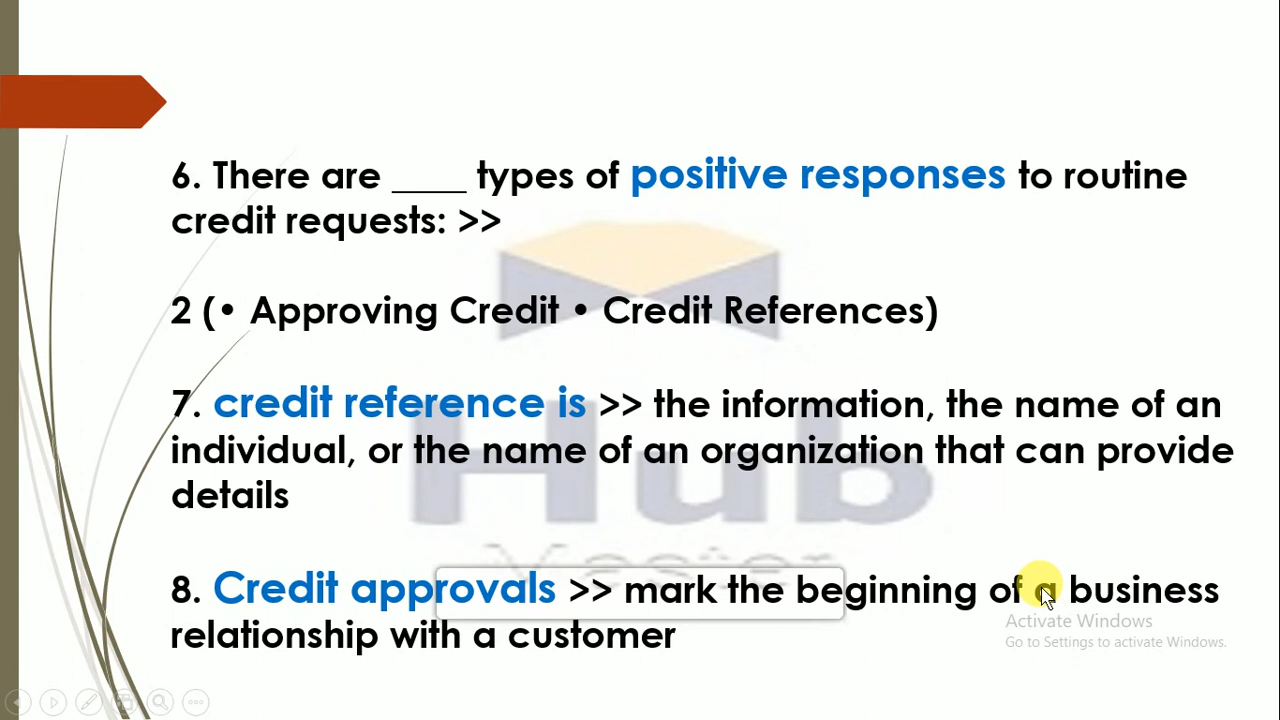 6. There are ____ types of positive responses to routine
credit requests: >>
2 (• Approving Credit • Credit References)
7. credit reference is >> the information, the name of an
individual, or the name of an organization that can provide
details
8. Credit approvals >> mark the beginning of a business
relationship with a customer
Hub
Master
Activate Windows
Go to Settings to activate Windows.